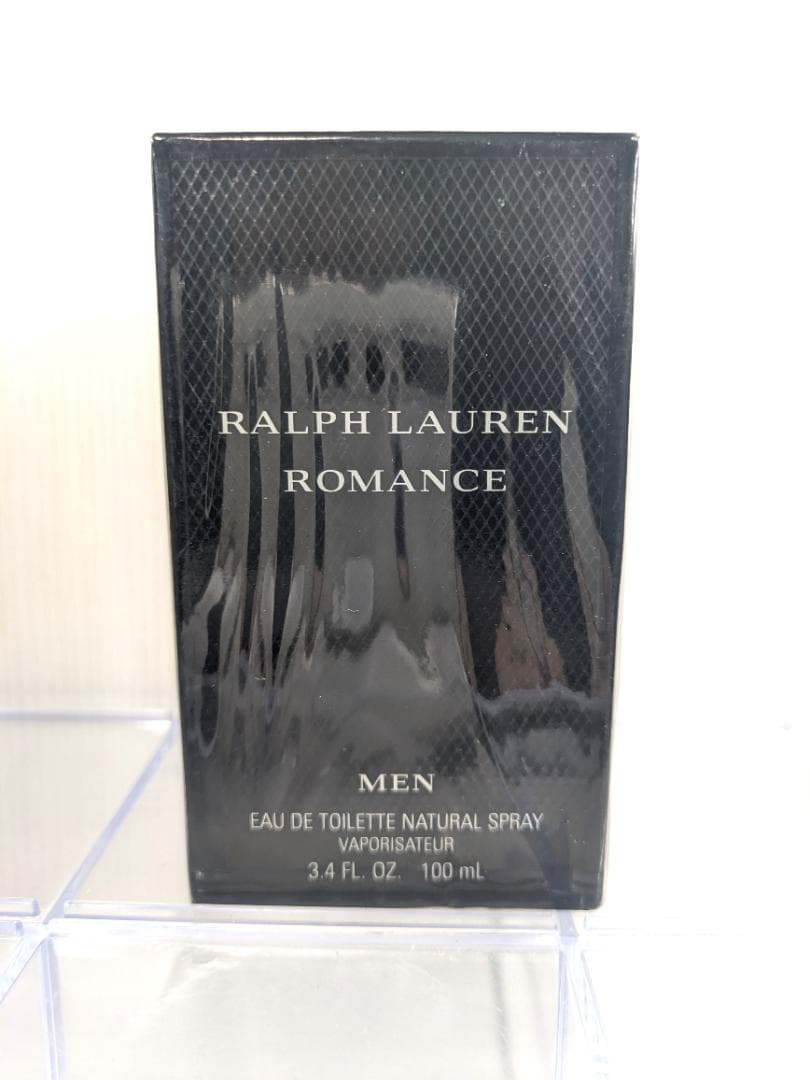 RALPH LAUREN
ROMANCE
MEN
EAU DE TOILETTE NATURAL SPRAY
VAPORISATEUR
3.4 FL. OZ. 100 mL